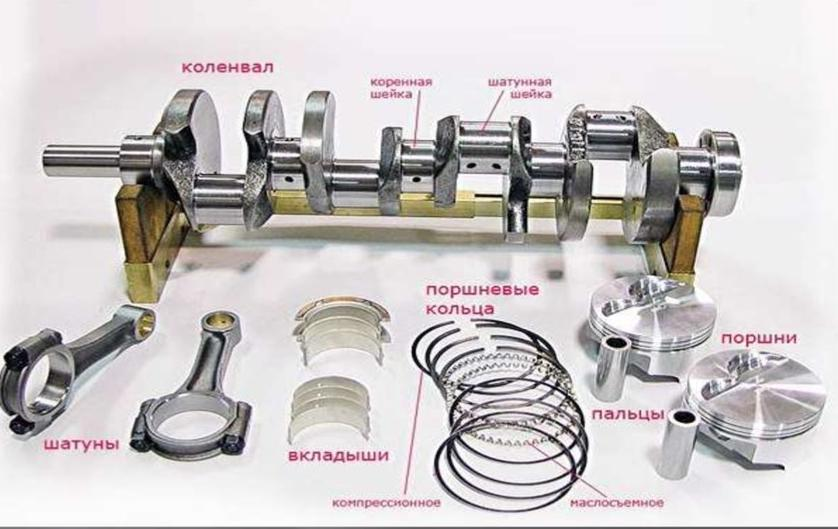 коленвал
коренная
шейка
шатунная
шейка
поршневые
кольца
поршни
пальцы
шатуны
вкладыши
компрессионное
маслосъемное